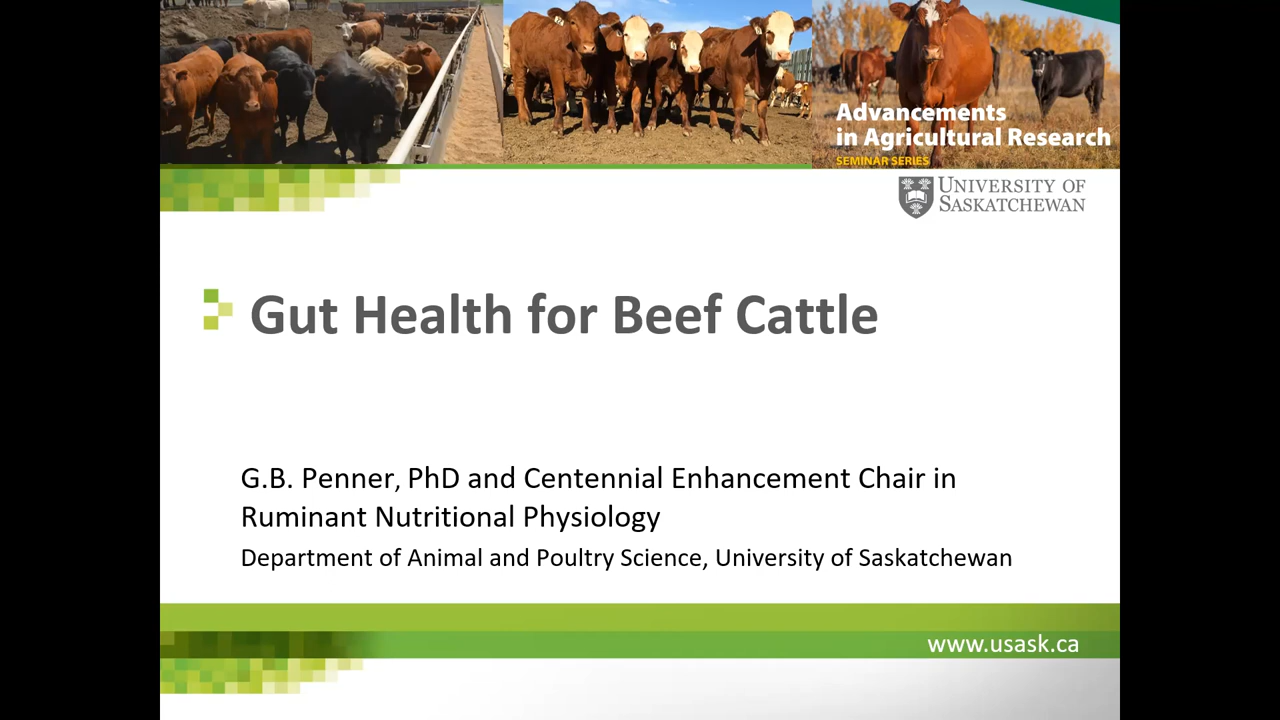 Advancements
in Agricultural Research
SEMINAR SERIES
UNIVERSITY OF
SASKATCHEWAN
Gut Health for Beef Cattle
G.B. Penner, PhD and Centennial Enhancement Chair in
Ruminant Nutritional Physiology
Department of Animal and Poultry Science, University of Saskatchewan
www.usask.ca